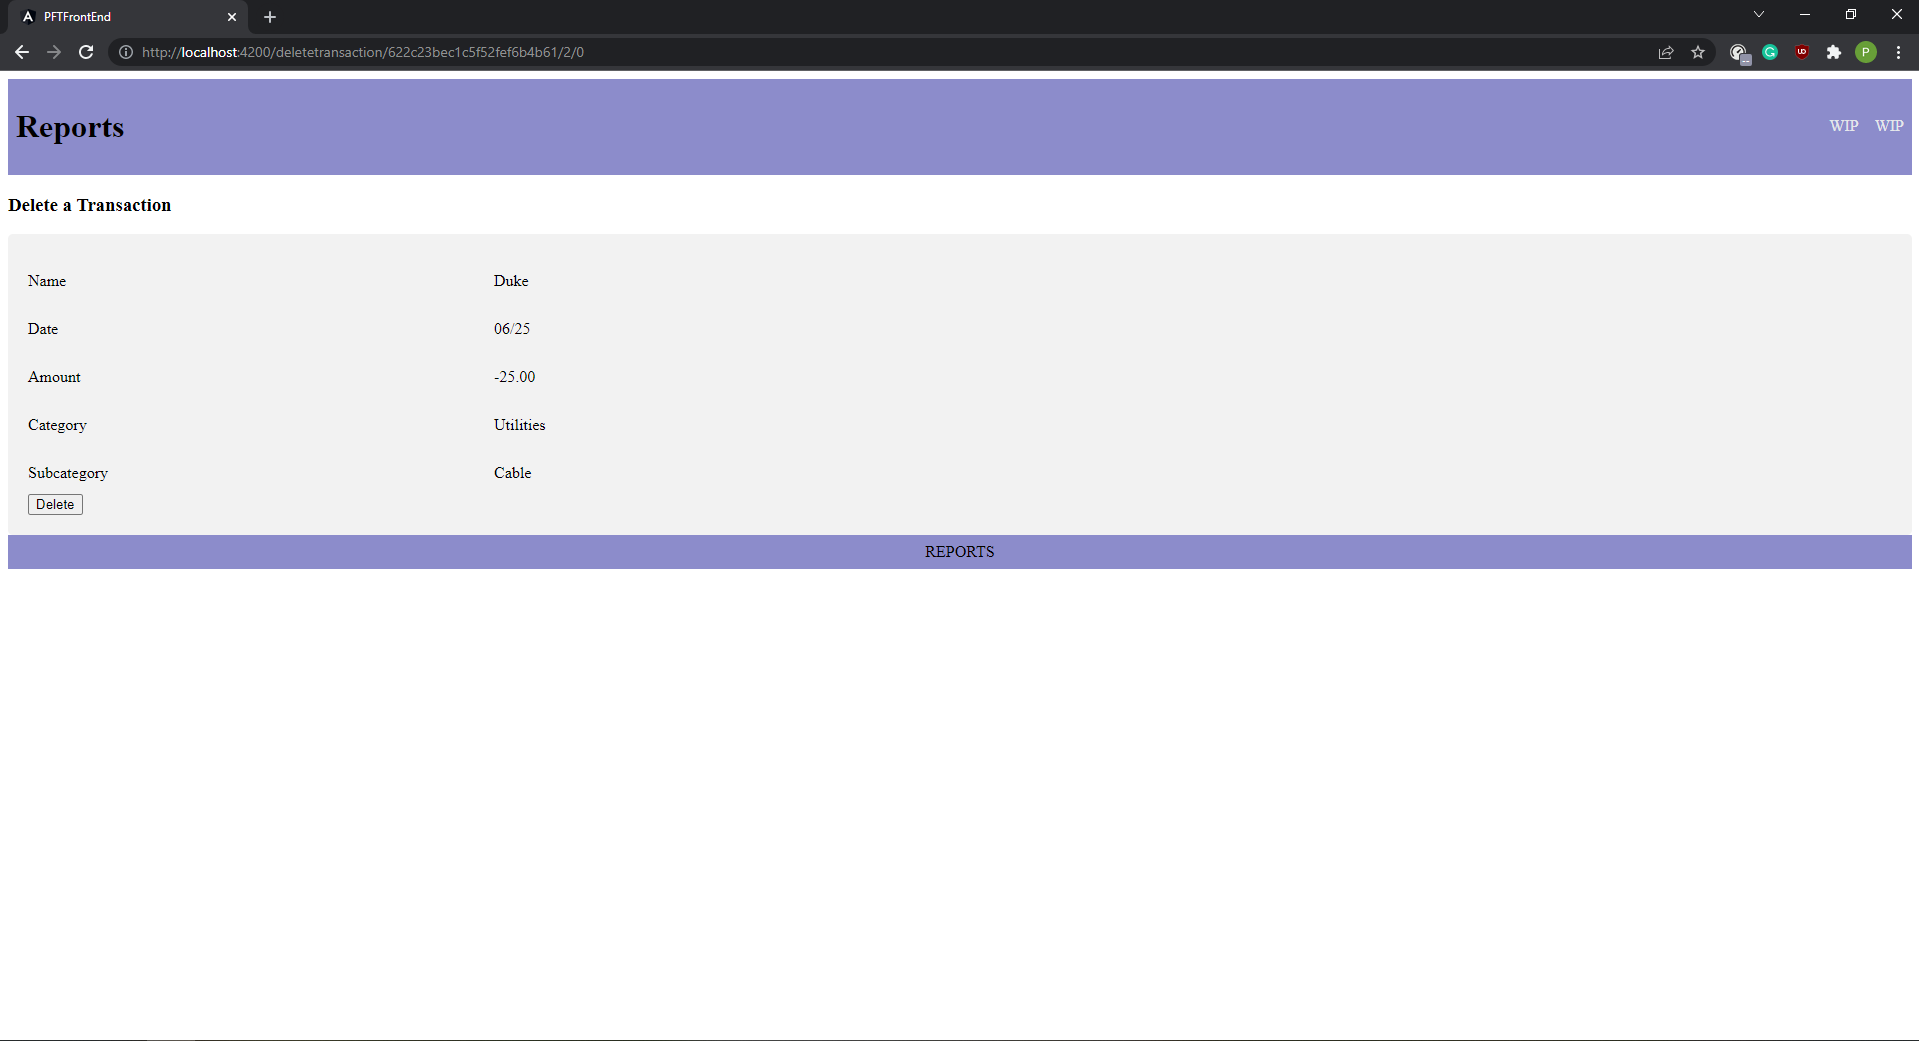 PFTFrontEnd
http://localhost:4200/deletetransaction/622c23bec1c5f52fef6b4b61/2/0
P
Reports WIP WIP
Delete a Transaction
Name Duke
Date 06/25
Amount -25.00
Category Utilities
Subcategory Cable
Delete
REPORTS